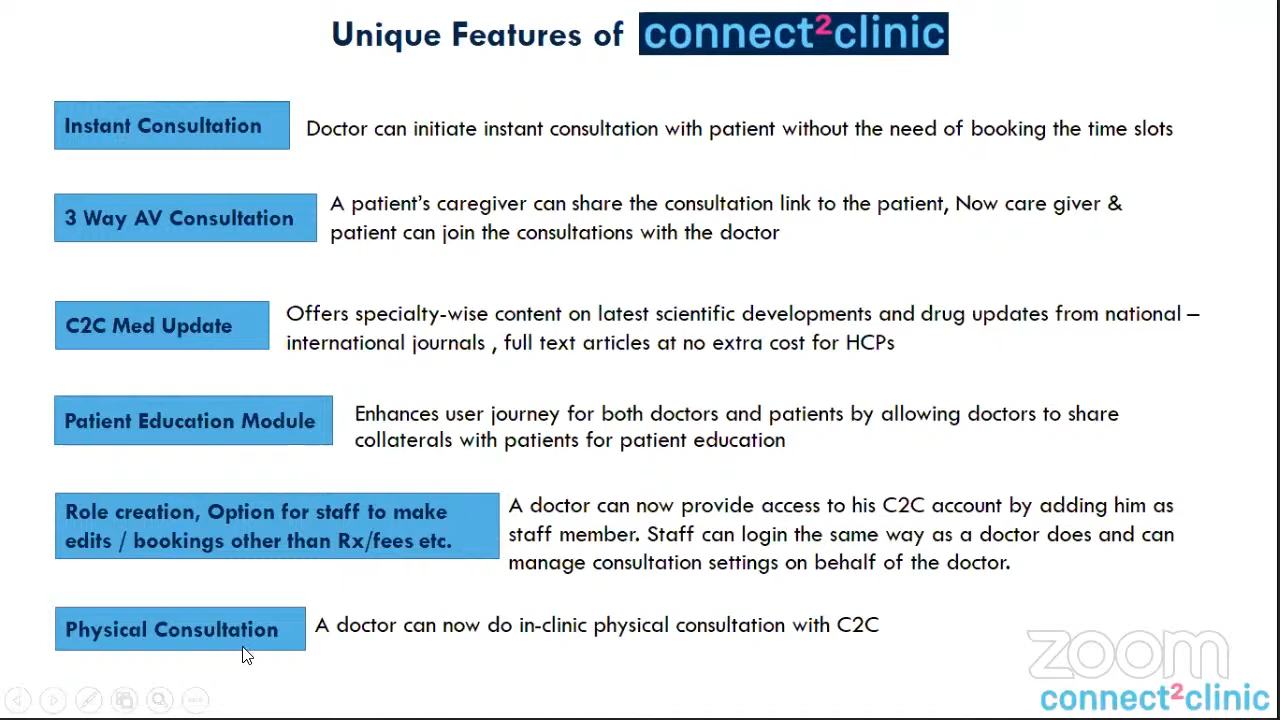 Unique Features of connect2clinic
Instant Consultation
Doctor can initiate instant consultation with patient without the need of booking the time slots
3 Way AV Consultation
A patient's caregiver can share the consultation link to the patient, Now care giver &
patient can join the consultations with the doctor
C2C Med Update
Offers specialty-wise content on latest scientific developments and drug updates from national –
international journals , full text articles at no extra cost for HCPs
Patient Education Module
Enhances user journey for both doctors and patients by allowing doctors to share
collaterals with patients for patient education
Role creation, Option for staff to make
edits / bookings other than Rx/fees etc.
A doctor can now provide access to his C2C account by adding him as
staff member. Staff can login the same way as a doctor does and can
manage consultation settings on behalf of the doctor.
Physical Consultation
A doctor can now do in-clinic physical consultation with C2C
zoom
connect2clinic